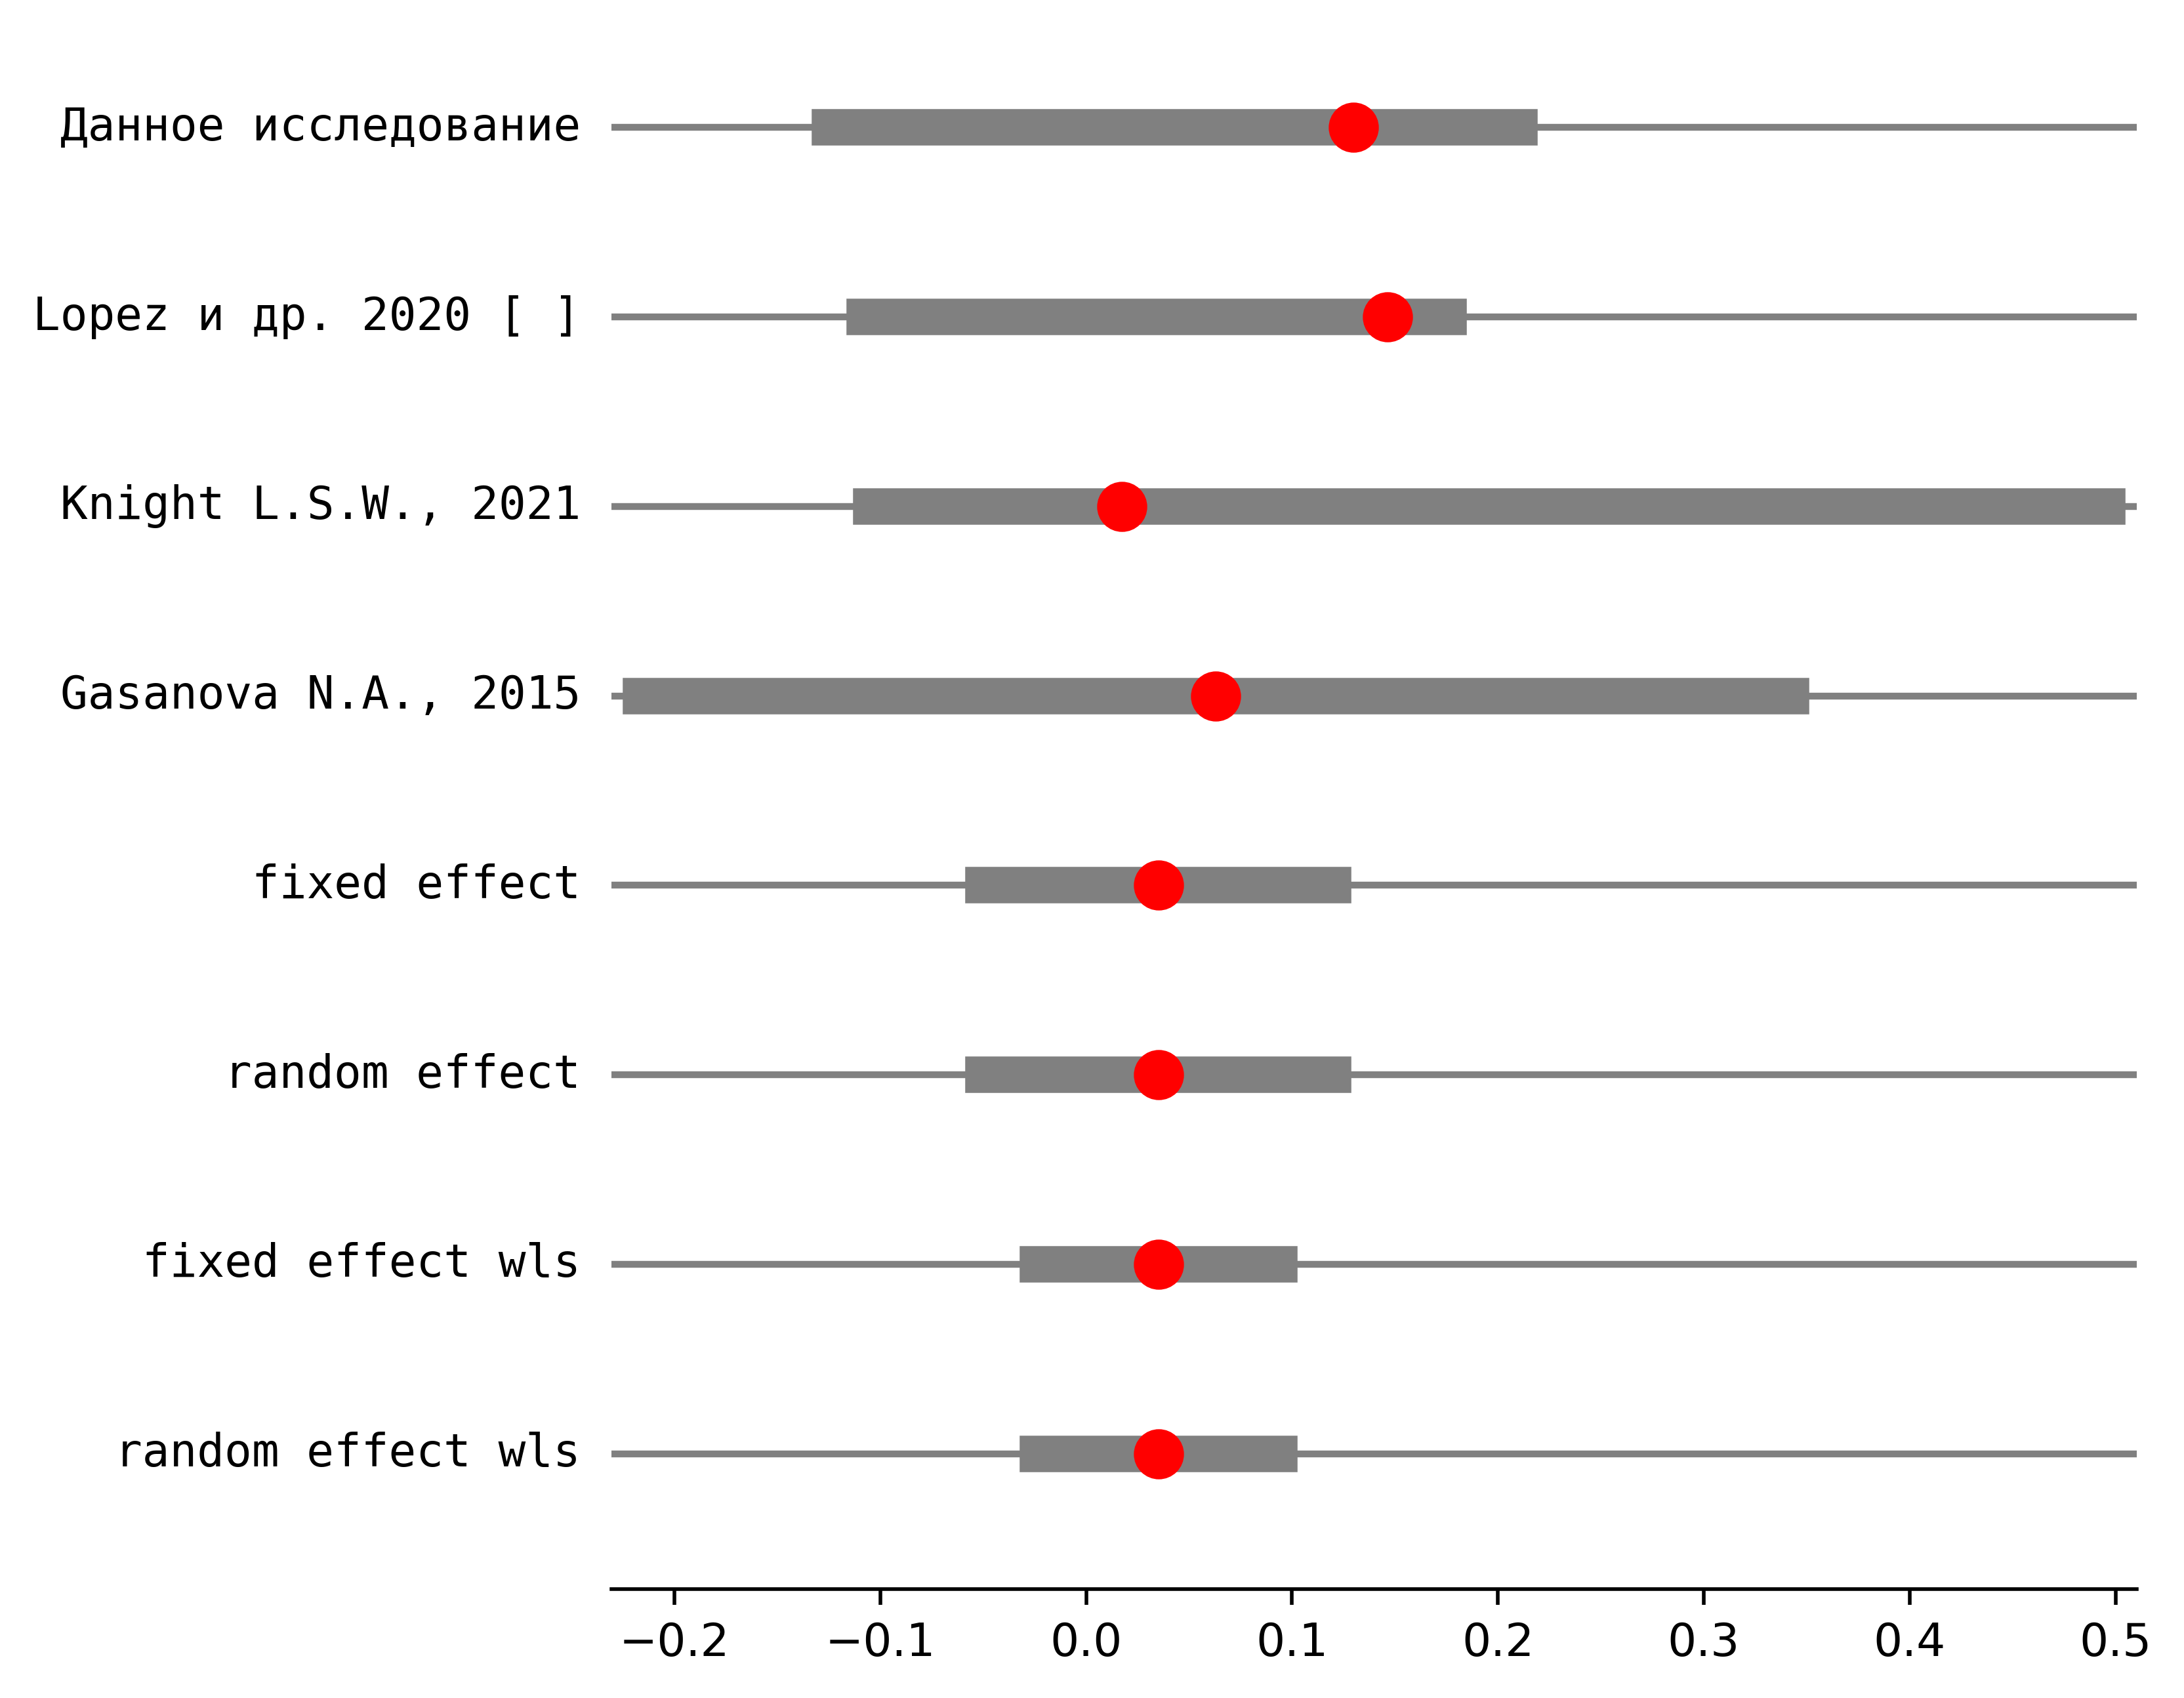 Данное исследование
Lopez и др. 2020 [ ]
Knight L.S.W., 2021
Gasanova N.A., 2015
fixed effect
random effect
fixed effect wls
random effect wls
−0.2 −0.1 0.0 0.1 0.2 0.3 0.4 0.5